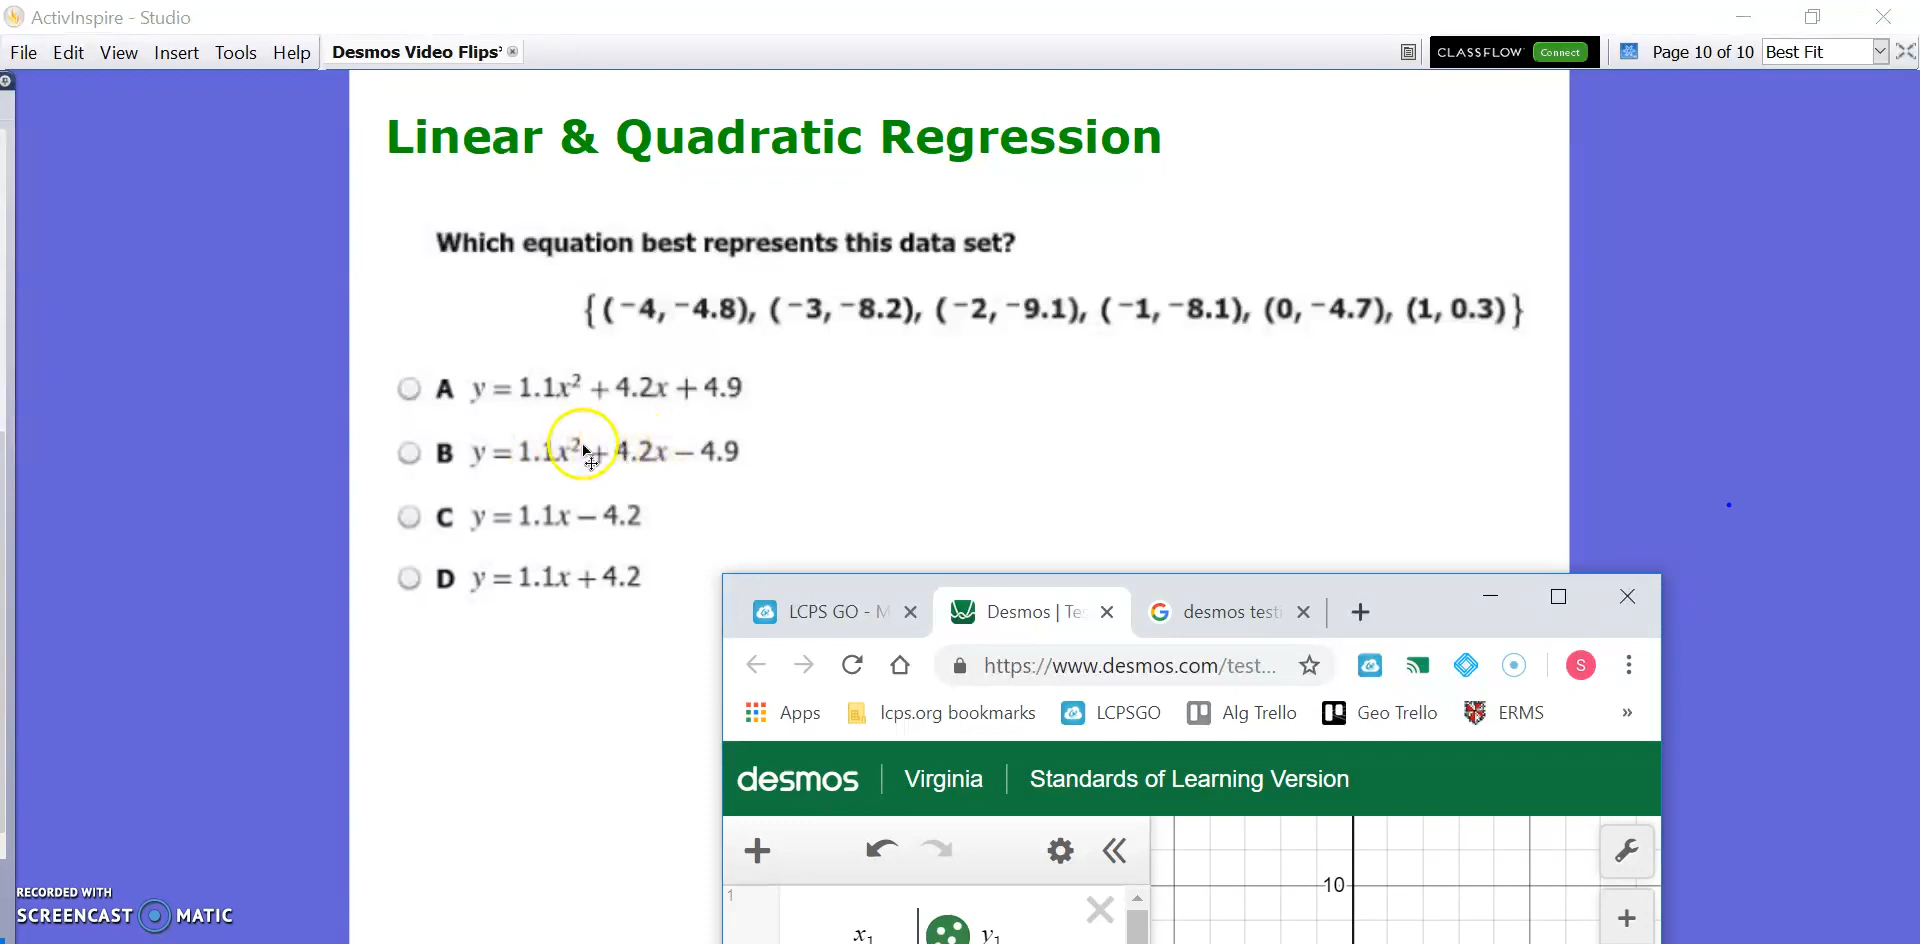 ActivInspire - Studio
File Edit View Insert Tools Help Desmos Video Flips' CLASSFLOW Connect Page 10 of 10 Best Fit
Linear & Quadratic Regression
Which equation best represents this data set?
{(⁻4, ⁻4.8), (⁻3, ⁻8.2), (⁻2, ⁻9.1), (⁻1, ⁻8.1), (0, ⁻4.7), (1, 0.3)}
A y = 1.1x² + 4.2x + 4.9
B y = 1.1x² + 4.2x − 4.9
C y = 1.1x − 4.2
D y = 1.1x + 4.2
LCPS GO - M Desmos | Te desmos testi
https://www.desmos.com/test... S
Apps lcps.org bookmarks LCPSGO Alg Trello Geo Trello ERMS »
desmos Virginia Standards of Learning Version
1
10
x₁ y₁
RECORDED WITH
SCREENCAST MATIC